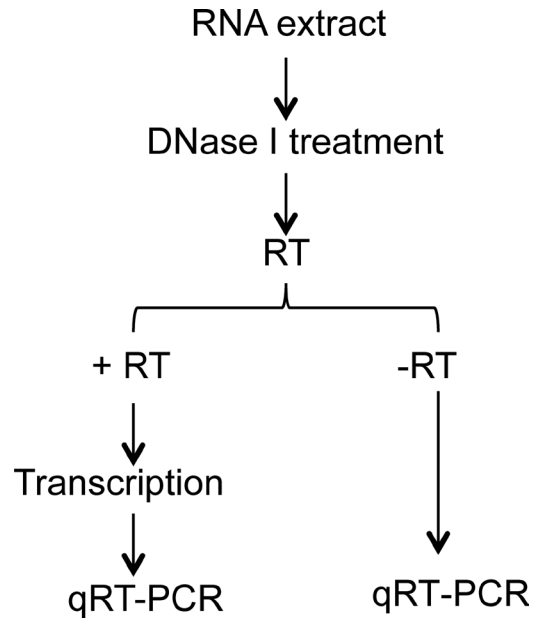 RNA extract
DNase I treatment
RT
+ RT
-RT
Transcription
qRT-PCR
qRT-PCR